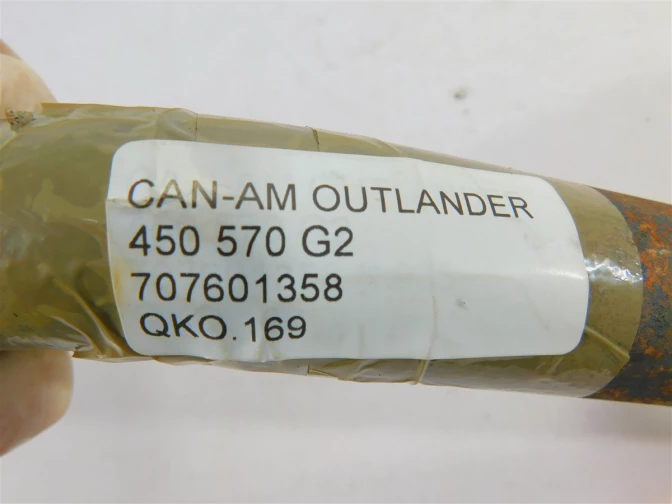 CAN-AM OUTLANDER
450 570 G2
707601358
QKO.169